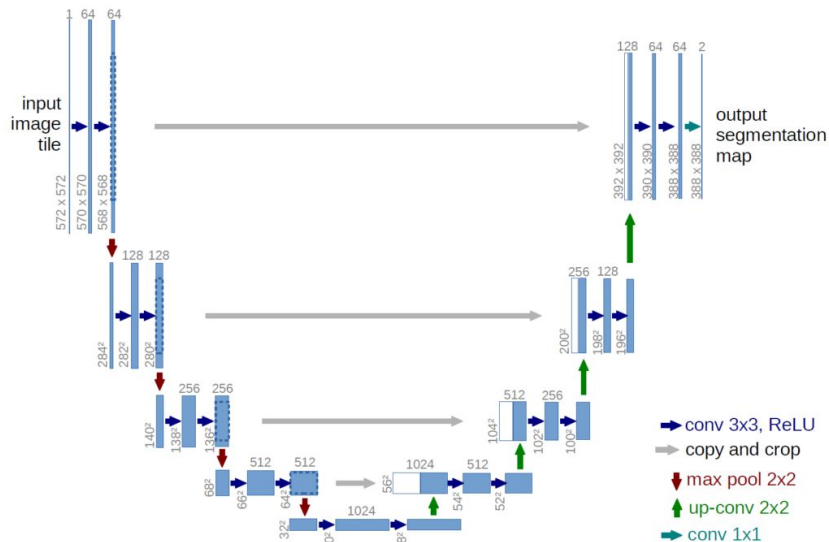 1 64 64
input
image
tile
572 x 572
570 x 570
568 x 568
128 64 64 2
output
segmentation
map
392 x 392
390 x 390
388 x 388
388 x 388
128 128
284²
282²
280²
256 128
200²
198²
196²
256 256
140²
138²
136²
512 256
104²
102²
100²
512 512
68²
66²
64²
1024 512
56²
54²
52²
1024
32²
conv 3x3, ReLU
copy and crop
max pool 2x2
up-conv 2x2
conv 1x1